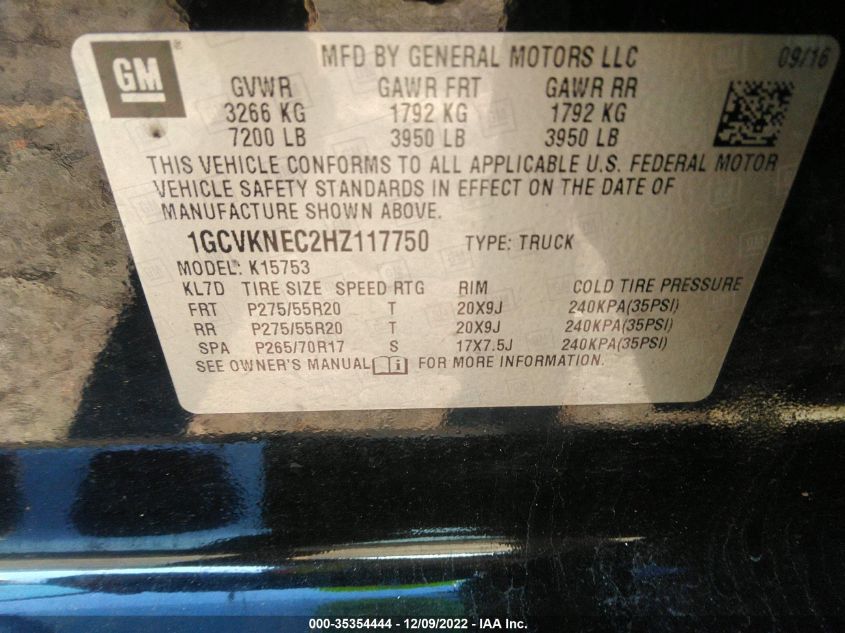 GM ® MFD BY GENERAL MOTORS LLC 09/16
GVWR GAWR FRT GAWR RR
3266 KG 1792 KG 1792 KG
7200 LB 3950 LB 3950 LB
THIS VEHICLE CONFORMS TO ALL APPLICABLE U.S. FEDERAL MOTOR
VEHICLE SAFETY STANDARDS IN EFFECT ON THE DATE OF
MANUFACTURE SHOWN ABOVE.
1GCVKNEC2HZ117750 TYPE: TRUCK
MODEL: K15753
KL7D TIRE SIZE SPEED RTG RIM COLD TIRE PRESSURE
FRT P275/55R20 T 20X9J 240KPA(35PSI)
RR P275/55R20 T 20X9J 240KPA(35PSI)
SPA P265/70R17 S 17X7.5J 240KPA(35PSI)
SEE OWNER'S MANUAL FOR MORE INFORMATION.
000-35354444 - 12/09/2022 - IAA Inc.